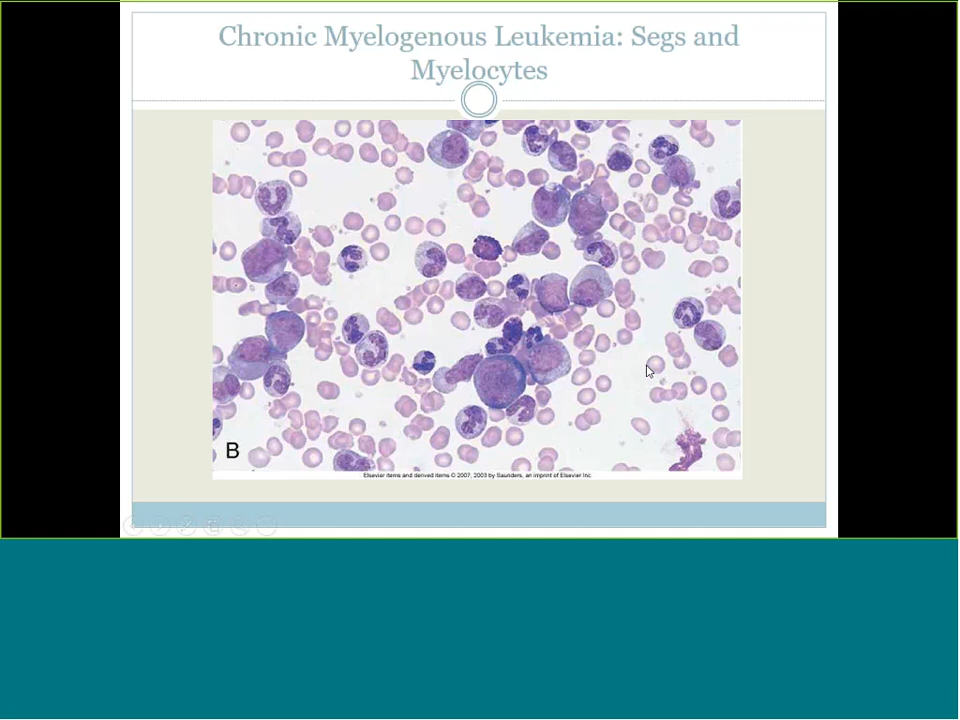 Chronic Myelogenous Leukemia: Segs and
Myelocytes
B
Elsevier items and derived items © 2007, 2003 by Saunders, an imprint of Elsevier Inc.